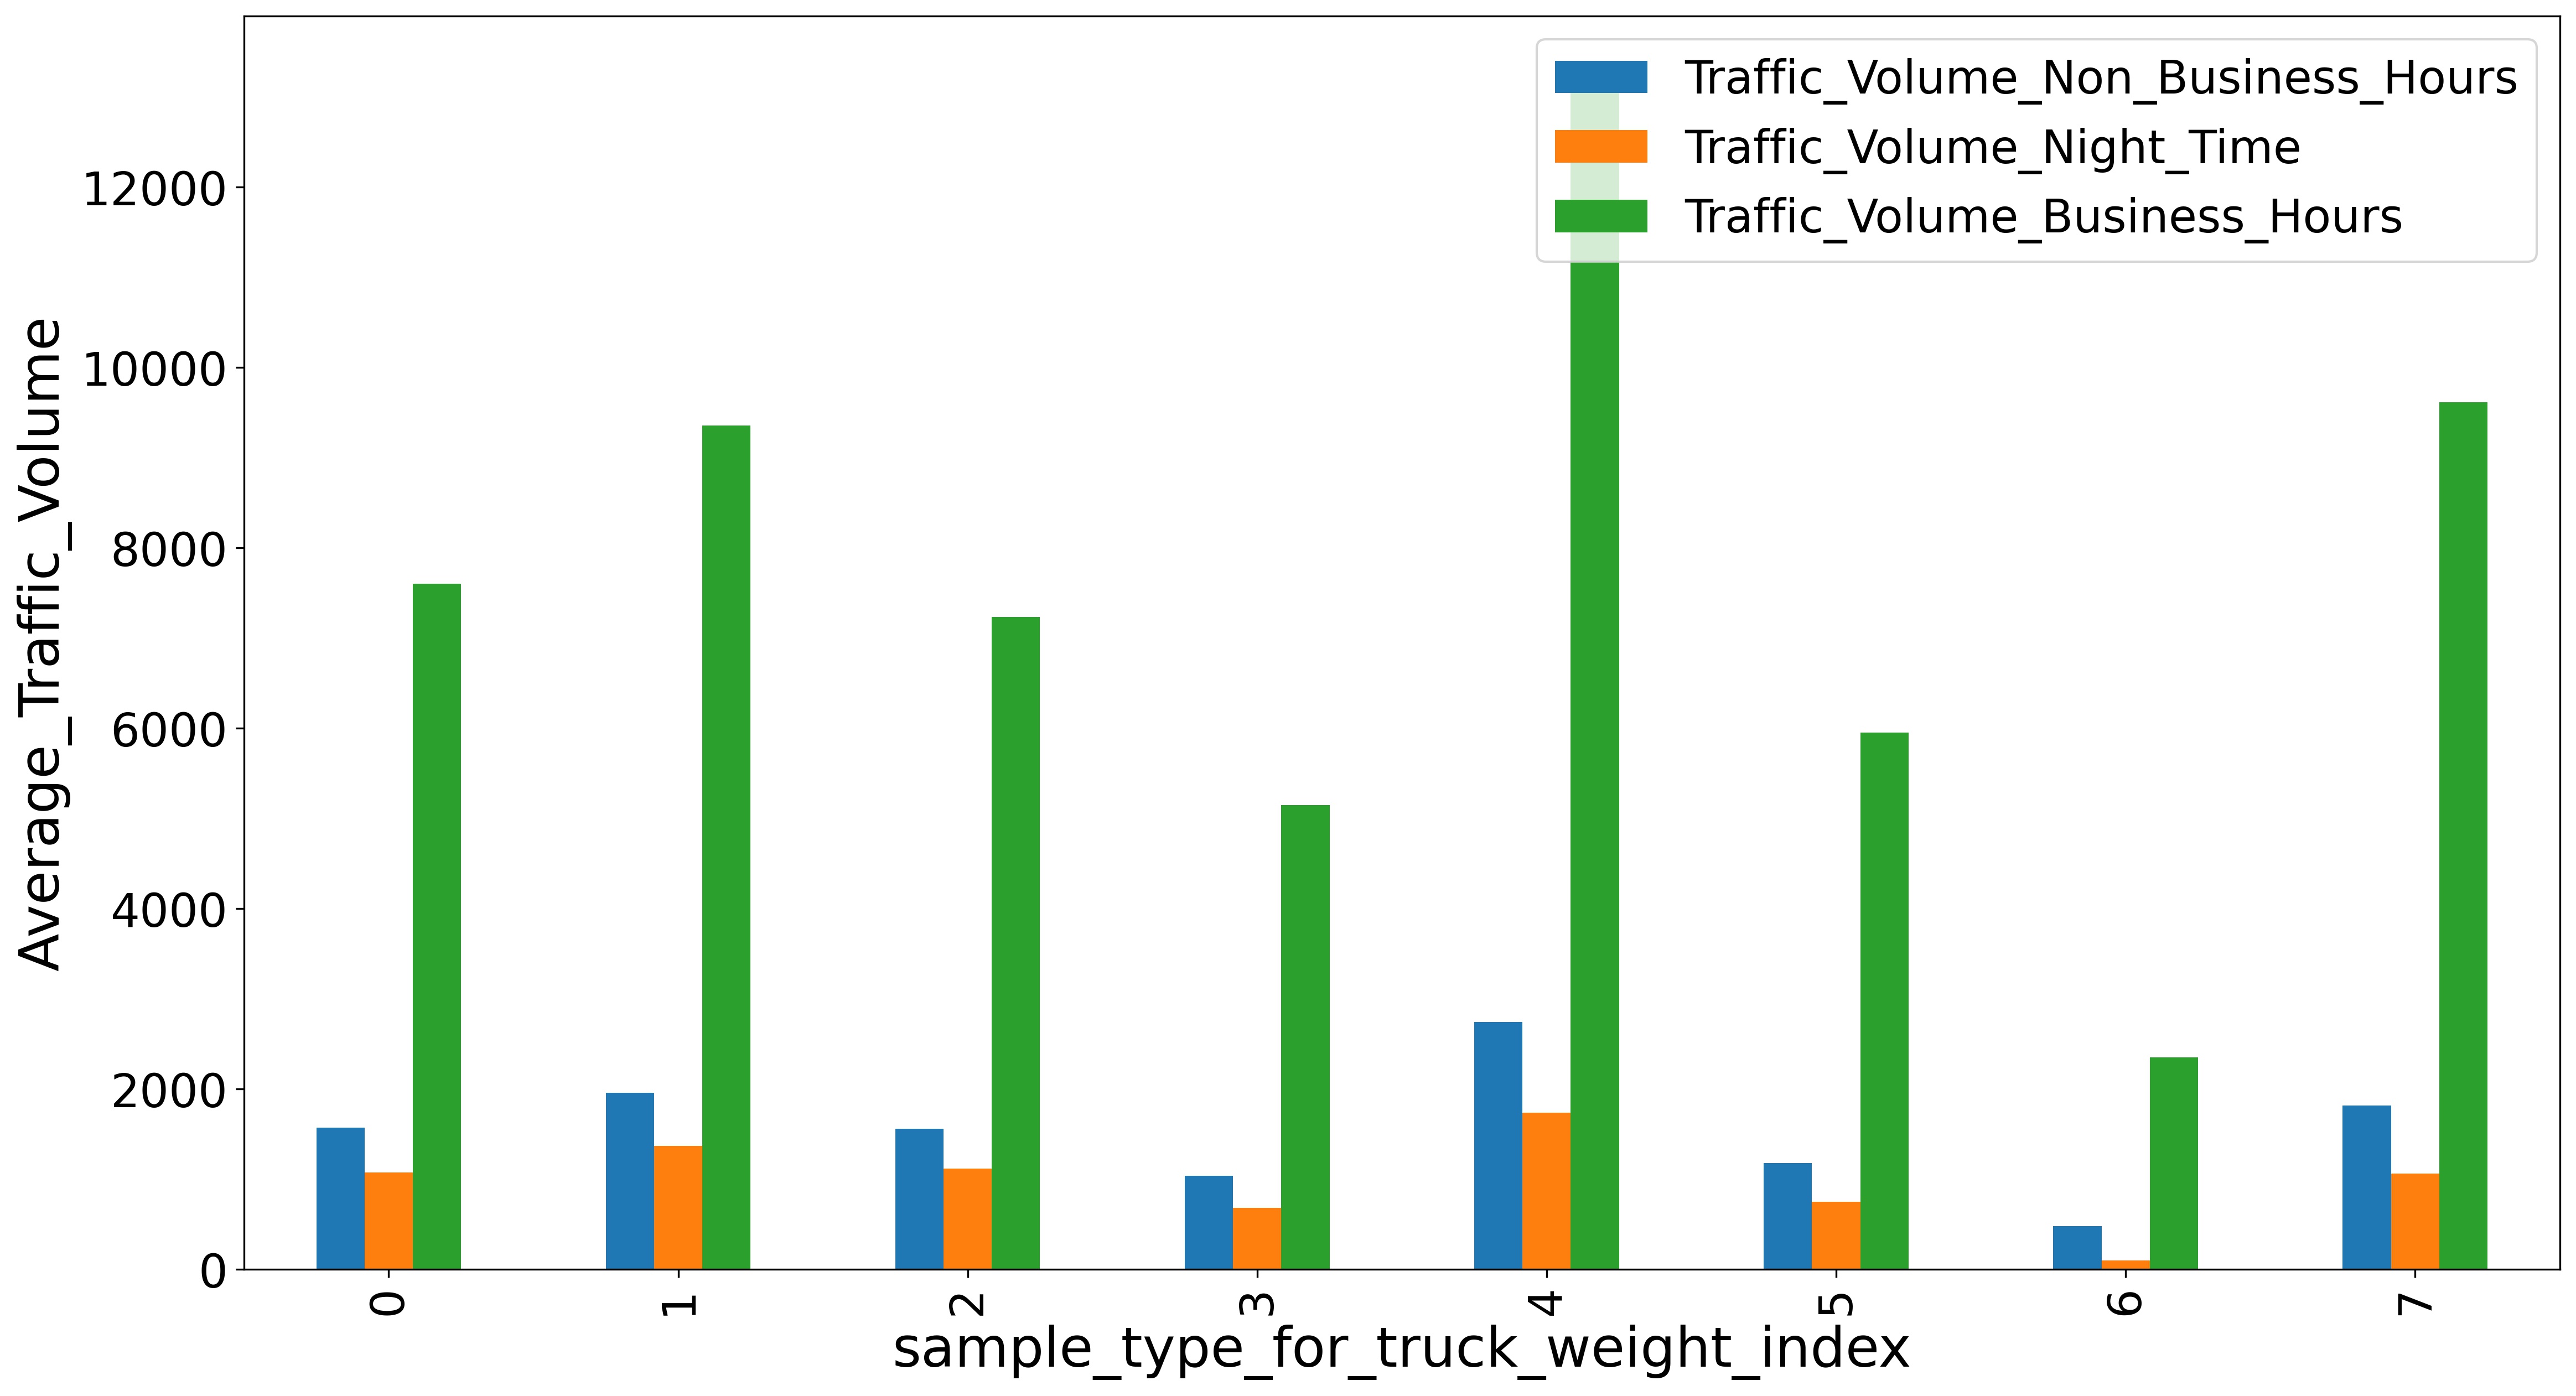 Traffic_Volume_Non_Business_Hours
Traffic_Volume_Night_Time
Traffic_Volume_Business_Hours
Average_Traffic_Volume
12000
10000
8000
6000
4000
2000
0
0 1 2 3 4 5 6 7
sample_type_for_truck_weight_index